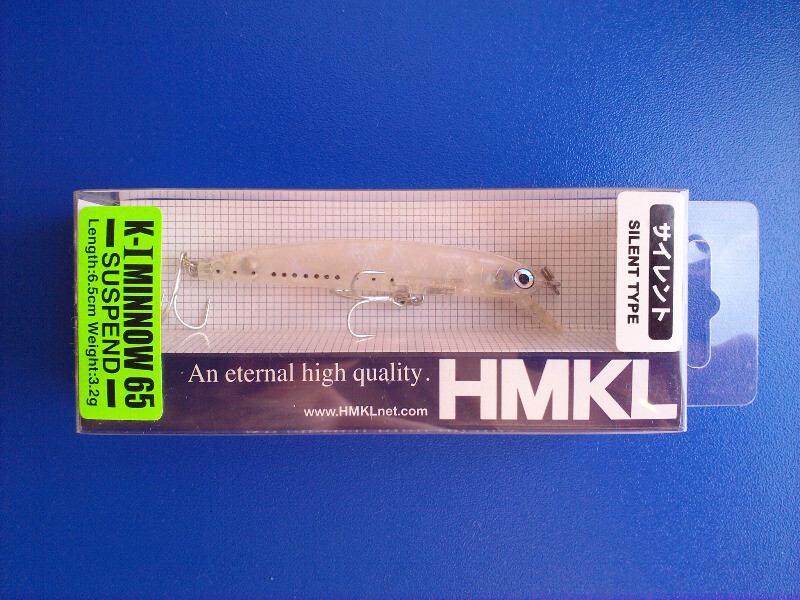 K-I MINNOW 65
SUSPEND
Length:6.5cm Weight:3.2g
サイレント
SILENT TYPE
An eternal high quality.
www.HMKLnet.com
HMKL